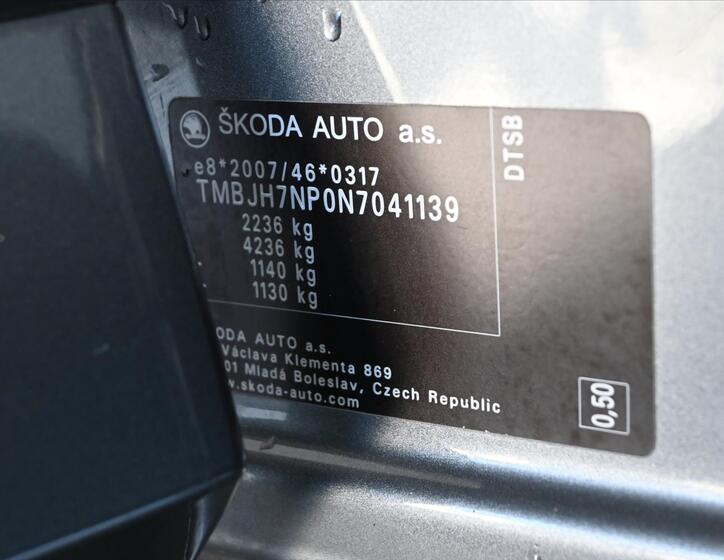 ŠKODA AUTO a.s.
e8*2007/46*0317
TMBJH7NP0N7041139
2236 kg
4236 kg
1140 kg
1130 kg
DTSB
ODA AUTO a.s.
Václava Klementa 869
01 Mladá Boleslav, Czech Republic
w.skoda-auto.com
0,50